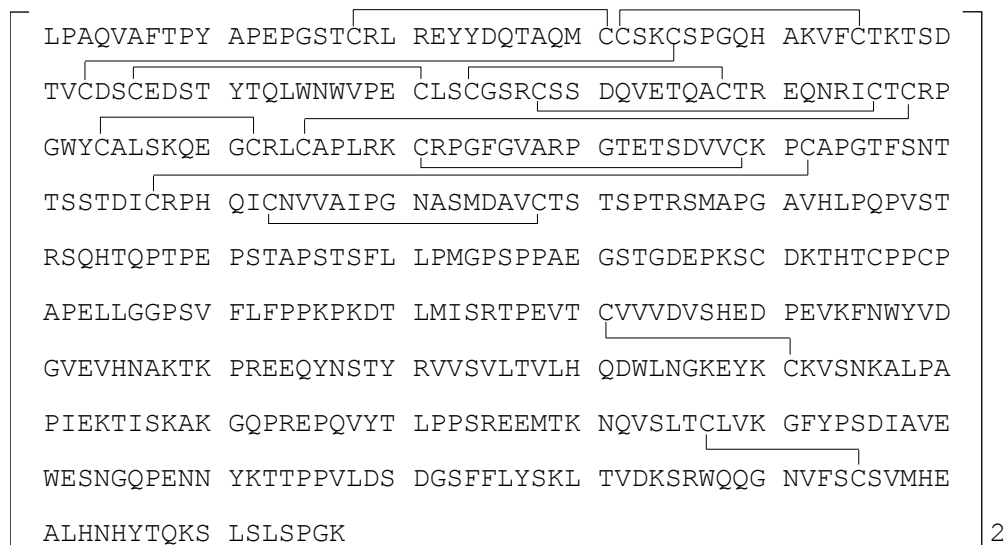 LPAQVAFTPY APEPGSTCRL REYYDQTAQM CCSKCSPGQH AKVFCTKTSD
TVCDSCEDST YTQLWNWVPE CLSCGSRCSS DQVETQACTR EQNRICTCRP
GWYCALSKQE GCRLCAPLRK CRPGFGVARP GTETSDVVCK PCAPGTFSNT
TSSTDICRPH QICNVVAIPG NASMDAVCTS TSPTRSMAPG AVHLPQPVST
RSQHTQPTPE PSTAPSTSFL LPMGPSPPAE GSTGDEPKSC DKTHTCPPCP
APELLGGPSV FLFPPKPKDT LMISRTPEVT CVVVDVSHED PEVKFNWYVD
GVEVHNAKTK PREEQYNSTY RVVSVLTVLH QDWLNGKEYK CKVSNKALPA
PIEKTISKAK GQPREPQVYT LPPSREEMTK NQVSLTCLVK GFYPSDIAVE
WESNGQPENN YKTTPPVLDS DGSFFLYSKL TVDKSRWQQG NVFSCSVMHE
ALHNHYTQKS LSLSPGK
2